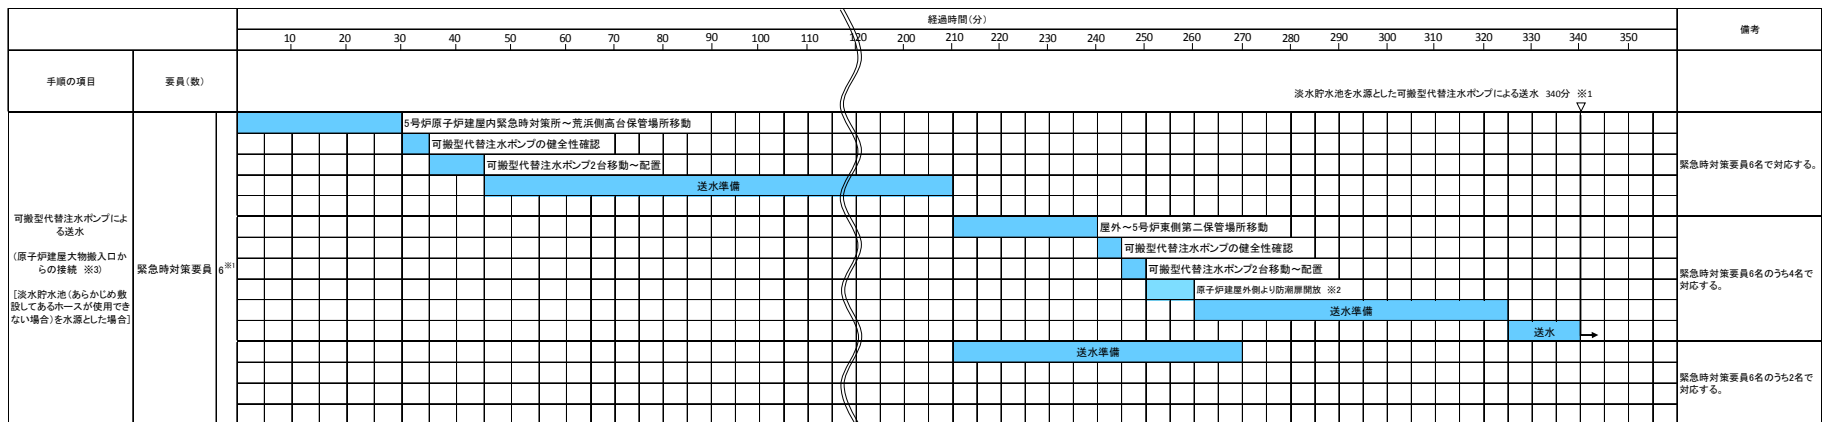 経過時間(分)
備考
10 20 30 40 50 60 70 80 90 100 110 120 200 210 220 230 240 250 260 270 280 290 300 310 320 330 340 350
手順の項目
要員(数)
淡水貯水池を水源とした可搬型代替注水ポンプによる送水 340分 ※1
▽
5号炉原子炉建屋内緊急時対策所～荒浜側高台保管場所移動
可搬型代替注水ポンプの健全性確認
可搬型代替注水ポンプ2台移動～配置
送水準備
緊急時対策要員6名で対応する。
可搬型代替注水ポンプによ
る送水
(原子炉建屋大物搬入口か
らの接続 ※3)
[淡水貯水池(あらかじめ敷
設してあるホースが使用でき
ない場合)を水源とした場合]
緊急時対策要員
6※1
屋外～5号炉東側第二保管場所移動
可搬型代替注水ポンプの健全性確認
可搬型代替注水ポンプ2台移動～配置
原子炉建屋外側より防潮扉開放 ※2
送水準備
送水
緊急時対策要員6名のうち4名で
対応する。
送水準備
緊急時対策要員6名のうち2名で
対応する。